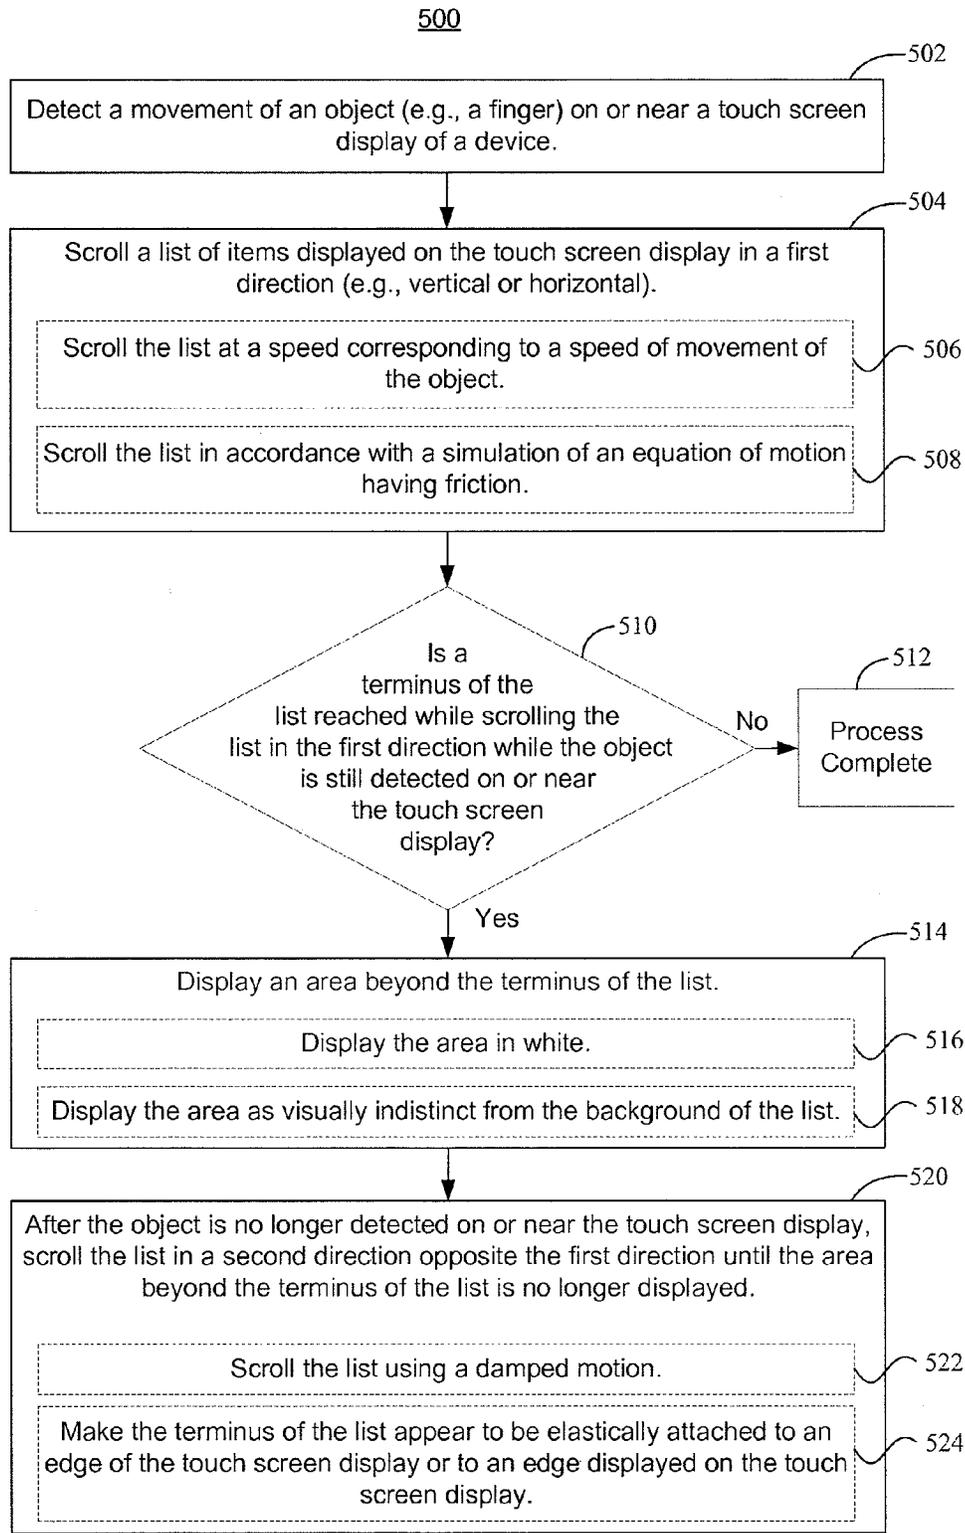 500
502
Detect a movement of an object (e.g., a finger) on or near a touch screen
display of a device.
504
Scroll a list of items displayed on the touch screen display in a first
direction (e.g., vertical or horizontal).
Scroll the list at a speed corresponding to a speed of movement of
the object.
506
Scroll the list in accordance with a simulation of an equation of motion
having friction.
508
510
Is a
terminus of the
list reached while scrolling the
list in the first direction while the object
is still detected on or near
the touch screen
display?
No
512
Process
Complete
Yes
514
Display an area beyond the terminus of the list.
Display the area in white.
516
Display the area as visually indistinct from the background of the list.
518
520
After the object is no longer detected on or near the touch screen display,
scroll the list in a second direction opposite the first direction until the area
beyond the terminus of the list is no longer displayed.
Scroll the list using a damped motion.
522
Make the terminus of the list appear to be elastically attached to an
edge of the touch screen display or to an edge displayed on the touch
screen display.
524